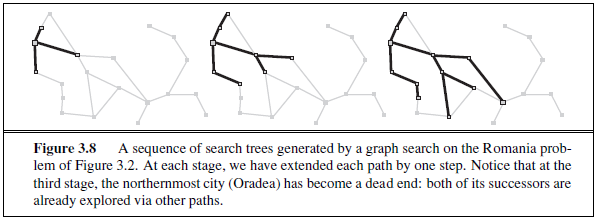 Figure 3.8 A sequence of search trees generated by a graph search on the Romania prob-
lem of Figure 3.2. At each stage, we have extended each path by one step. Notice that at the
third stage, the northernmost city (Oradea) has become a dead end: both of its successors are
already explored via other paths.